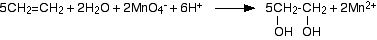 5CH₂=CH₂ + 2H₂O + 2MnO₄⁻ + 6H⁺ ⟶ 5CH₂-CH₂ + 2Mn²⁺
OH OH